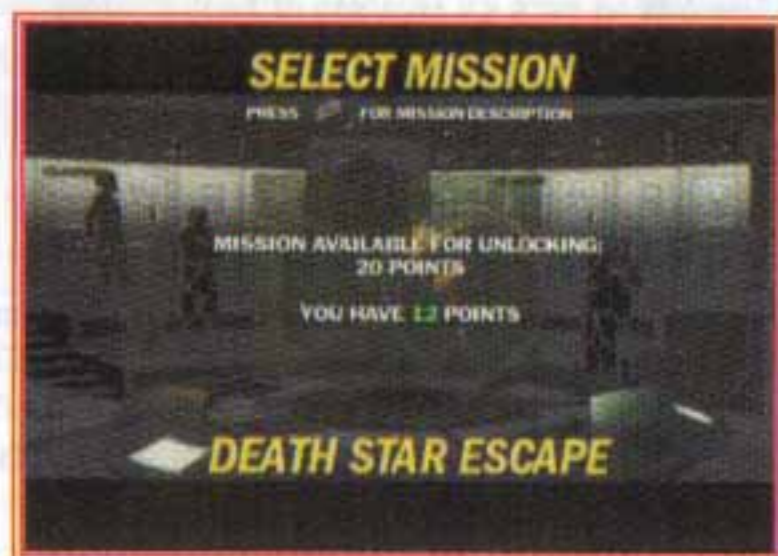 SELECT MISSION
PRESS FOR MISSION DESCRIPTION
MISSION AVAILABLE FOR UNLOCKING:
20 POINTS
YOU HAVE 12 POINTS
DEATH STAR ESCAPE